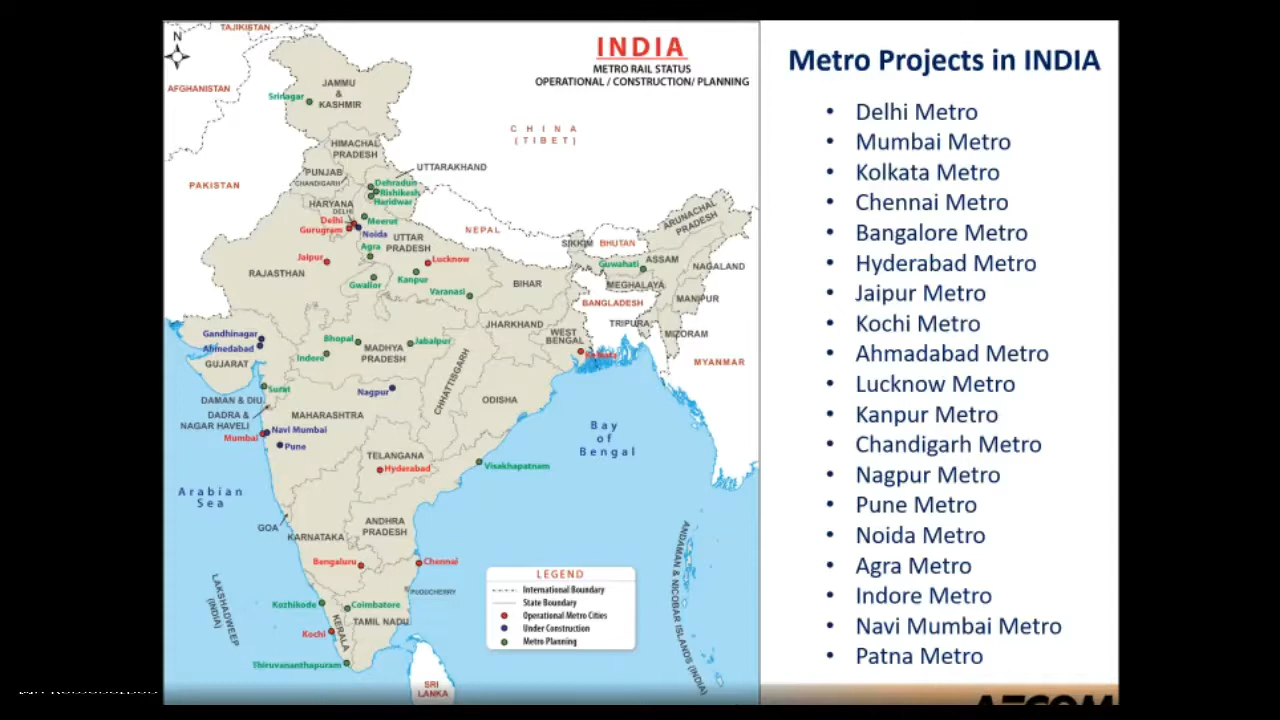 TAJIKISTAN
N
INDIA
METRO RAIL STATUS
OPERATIONAL / CONSTRUCTION/ PLANNING
AFGHANISTAN
JAMMU
&
KASHMIR
Srinagar
C H I N A
(TIBET)
HIMACHAL
PRADESH
PAKISTAN
PUNJAB
CHANDIGARH
UTTARAKHAND
Dehradun
Rishikesh
Haridwar
HARYANA
DELHI
Delhi
Gurugram
Meerut
Noida
NEPAL
Agra
UTTAR
PRADESH
Jaipur
Lucknow
RAJASTHAN
Gwalior
Kanpur
Varanasi
BIHAR
SIKKIM
BHUTAN
ARUNACHAL
PRADESH
Guwahati
ASSAM
NAGALAND
MEGHALAYA
MANIPUR
BANGLADESH
TRIPURA
MIZORAM
MYANMAR
JHARKHAND
WEST
BENGAL
Kolkata
Gandhinagar
Ahmedabad
GUJARAT
Bhopal
Indore
MADHYA
PRADESH
Jabalpur
CHHATTISGARH
Surat
DAMAN & DIU
DADRA &
NAGAR HAVELI
Nagpur
ODISHA
MAHARASHTRA
Mumbai
Navi Mumbai
Pune
Bay
of
Bengal
TELANGANA
Hyderabad
Visakhapatnam
Arabian
Sea
GOA
KARNATAKA
ANDHRA
PRADESH
Bengaluru
Chennai
PUDUCHERRY
Kozhikode
Coimbatore
TAMIL NADU
KERALA
Kochi
Thiruvananthapuram
LAKSHADWEEP
(INDIA)
ANDAMAN & NICOBAR ISLANDS (INDIA)
SRI
LANKA
LEGEND
International Boundary
State Boundary
Operational Metro Cities
Under Construction
Metro Planning
Metro Projects in INDIA
• Delhi Metro
• Mumbai Metro
• Kolkata Metro
• Chennai Metro
• Bangalore Metro
• Hyderabad Metro
• Jaipur Metro
• Kochi Metro
• Ahmadabad Metro
• Lucknow Metro
• Kanpur Metro
• Chandigarh Metro
• Nagpur Metro
• Pune Metro
• Noida Metro
• Agra Metro
• Indore Metro
• Navi Mumbai Metro
• Patna Metro
AECOM